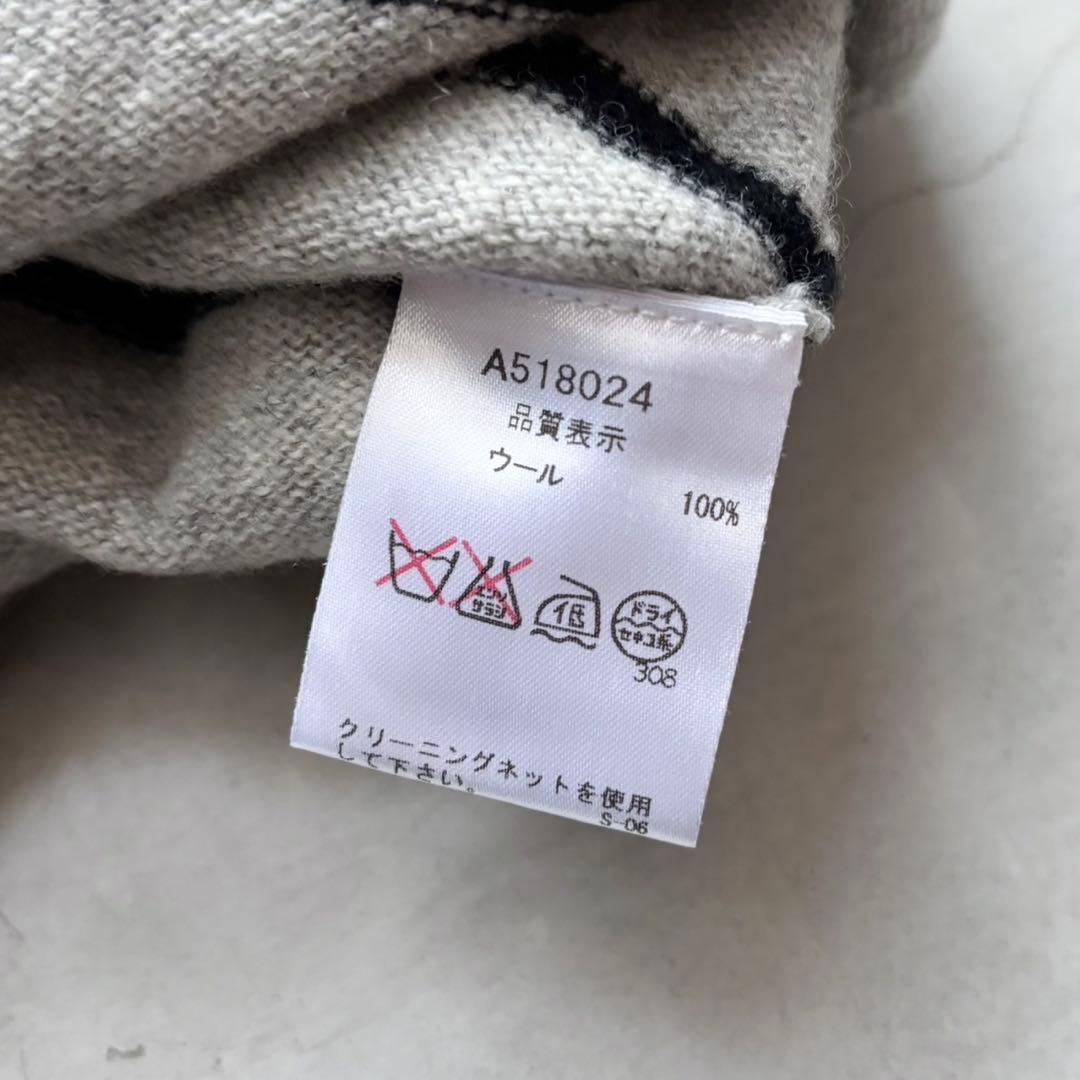 A518024
品質表示
ウール 100%
エンソ サラシ
低
ドライ セキユ系
308
クリーニングネットを使用
して下さい。
S-06